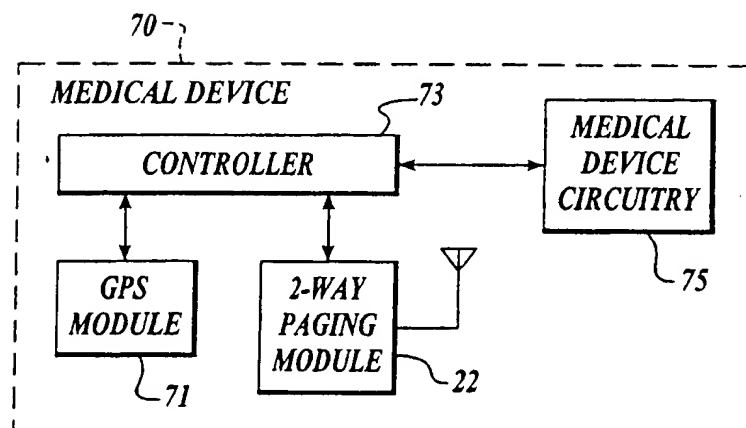 70
MEDICAL DEVICE
73
CONTROLLER
MEDICAL
DEVICE
CIRCUITRY
75
GPS
MODULE
71
2-WAY
PAGING
MODULE
22